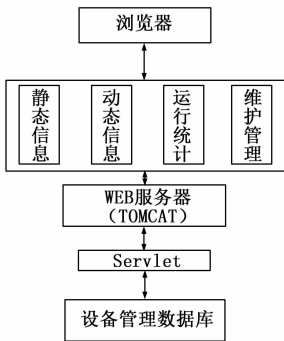 浏览器
静态信息
动态信息
运行统计
维护管理
WEB服务器
(TOMCAT)
Servlet
设备管理数据库